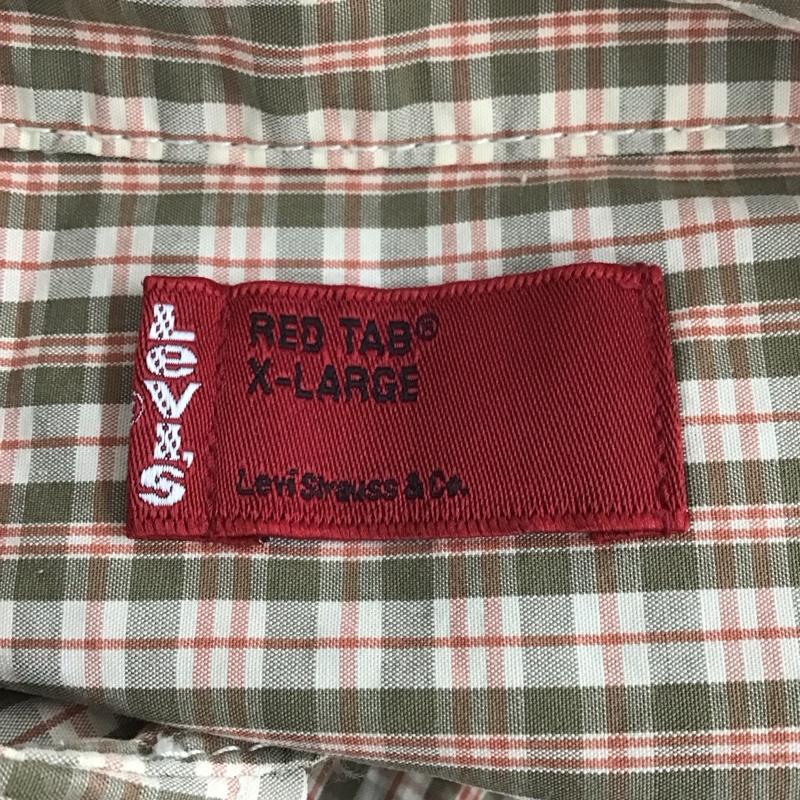 Levi's
RED TAB®
X-LARGE
Levi Strauss & Co.